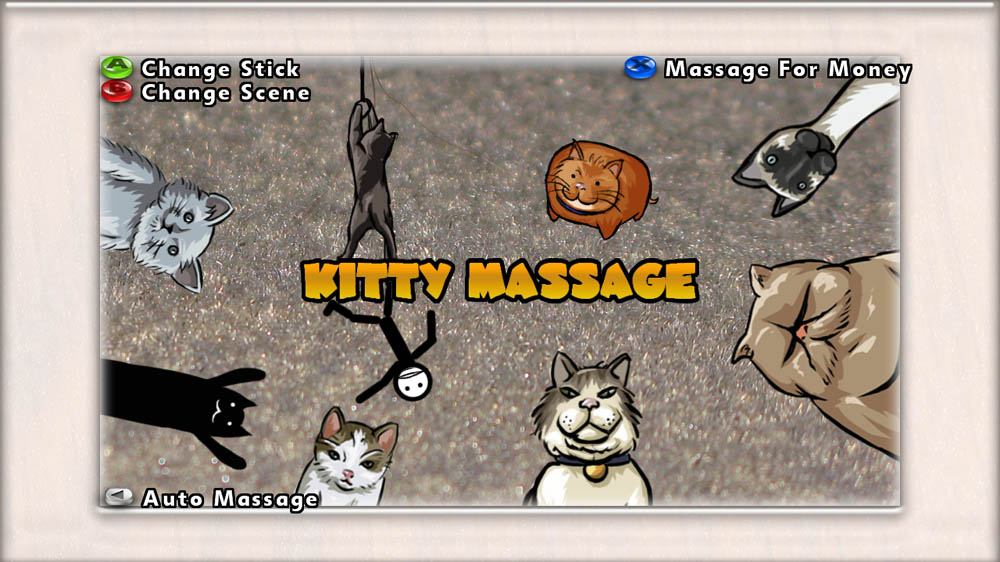 A Change Stick
B Change Scene
X Massage For Money
KITTY MASSAGE
Auto Massage